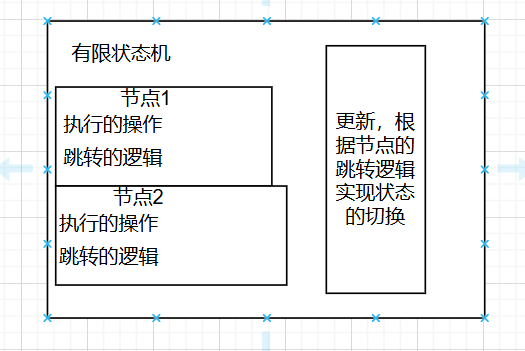 有限状态机
节点1
执行的操作
跳转的逻辑
节点2
执行的操作
跳转的逻辑
更新，根
据节点的
跳转逻辑
实现状态
的切换